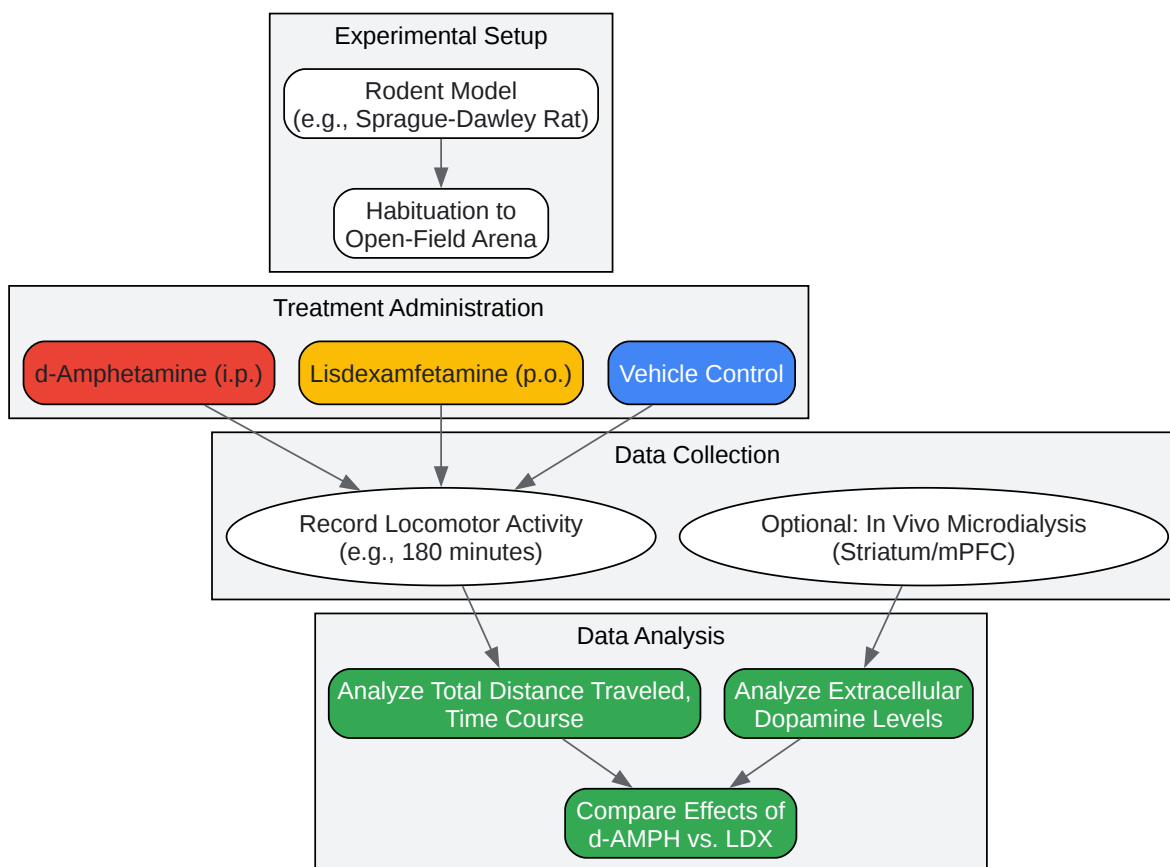 Experimental Setup
Rodent Model
(e.g., Sprague-Dawley Rat)
Habituation to
Open-Field Arena
Treatment Administration
d-Amphetamine (i.p.)
Lisdexamfetamine (p.o.)
Vehicle Control
Data Collection
Record Locomotor Activity
(e.g., 180 minutes)
Optional: In Vivo Microdialysis
(Striatum/mPFC)
Data Analysis
Analyze Total Distance Traveled,
Time Course
Analyze Extracellular
Dopamine Levels
Compare Effects of
d-AMPH vs. LDX